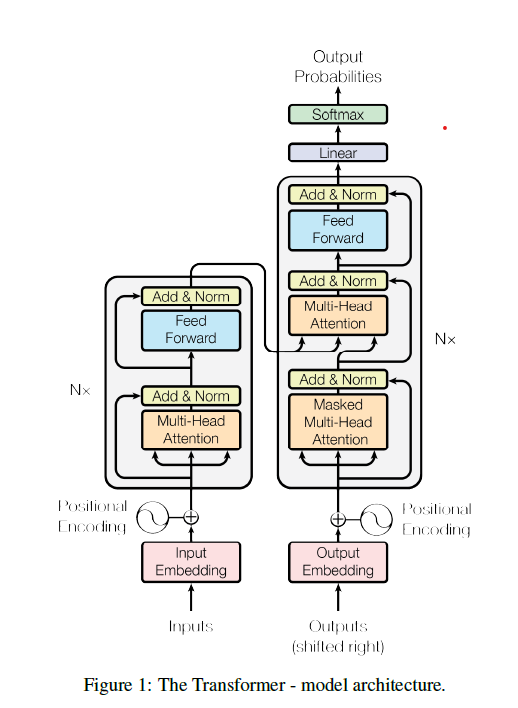 Output
Probabilities
Softmax
Linear
Add & Norm
Feed
Forward
Add & Norm
Multi-Head
Attention
Nx
Add & Norm
Masked
Multi-Head
Attention
Add & Norm
Feed
Forward
Nx
Add & Norm
Multi-Head
Attention
Positional
Encoding
Positional
Encoding
Input
Embedding
Output
Embedding
Inputs
Outputs
(shifted right)
Figure 1: The Transformer - model architecture.